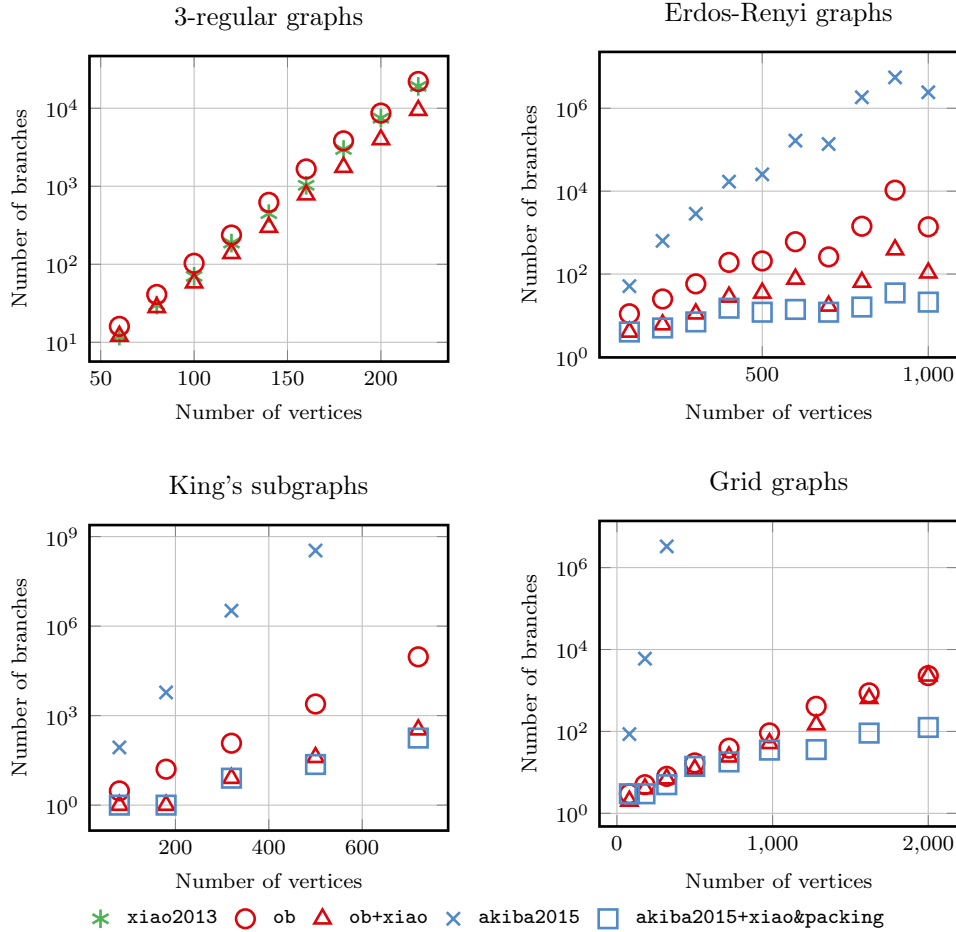 3-regular graphs
Number of branches
10^4
10^3
10^2
10^1
50 100 150 200
Number of vertices
Erdos-Renyi graphs
Number of branches
10^6
10^4
10^2
10^0
500 1,000
Number of vertices
King's subgraphs
Number of branches
10^9
10^6
10^3
10^0
200 400 600
Number of vertices
Grid graphs
Number of branches
10^6
10^4
10^2
10^0
0 1,000 2,000
Number of vertices
xiao2013 ob ob+xiao akiba2015 akiba2015+xiao&packing